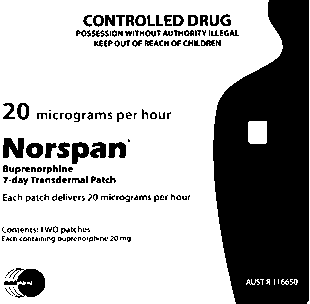 CONTROLLED DRUG
POSSESSION WITHOUT AUTHORITY ILLEGAL
KEEP OUT OF REACH OF CHILDREN
20 micrograms per hour
Norspan
Buprenorphine
7-day Transdermal Patch
Each patch delivers 20 micrograms per hour
Contents: TWO patches
Each containing buprenorphine 20 mg
AUST R 116650